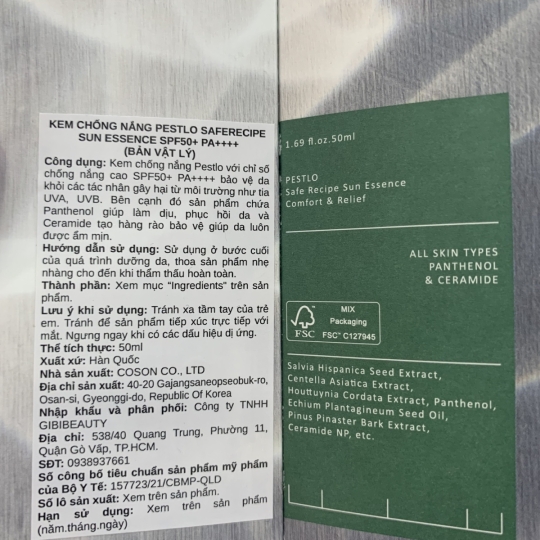 KEM CHỐNG NẮNG PESTLO SAFERECIPE
SUN ESSENCE SPF50+ PA++++
(BẢN VẬT LÝ)
Công dụng: Kem chống nắng Pestlo với chỉ số
chống nắng cao SPF50+ PA++++ bảo vệ da
khỏi các tác nhân gây hại từ môi trường như tia
UVA, UVB. Bên cạnh đó sản phẩm chứa
Panthenol giúp làm dịu, phục hồi da và
Ceramide tạo hàng rào bảo vệ giúp da luôn
được ẩm mịn.
Hướng dẫn sử dụng: Sử dụng ở bước cuối
của quá trình dưỡng da, thoa sản phẩm nhẹ
nhàng cho đến khi thẩm thấu hoàn toàn.
Thành phần: Xem mục "Ingredients" trên sản
phẩm.
Lưu ý khi sử dụng: Tránh xa tầm tay của trẻ
em. Tránh để sản phẩm tiếp xúc trực tiếp với
mắt. Ngưng ngay khi có các dấu hiệu dị ứng.
Thể tích thực: 50ml
Xuất xứ: Hàn Quốc
Nhà sản xuất: COSON CO., LTD
Địa chỉ sản xuất: 40-20 Gajangsaneopseobuk-ro,
Osan-si, Gyeonggi-do, Republic Of Korea
Nhập khẩu và phân phối: Công ty TNHH
GIBIBEAUTY
Địa chỉ: 538/40 Quang Trung, Phường 11,
Quận Gò Vấp, TP.HCM.
SĐT: 0938937661
Số công bố tiêu chuẩn sản phẩm mỹ phẩm
của Bộ Y Tế: 157723/21/CBMP-QLD
Số lô sản xuất: Xem trên sản phẩm.
Hạn sử dụng: Xem trên sản phẩm
(năm.tháng.ngày)
1.69 fl.oz.50ml
PESTLO
Safe Recipe Sun Essence
Comfort & Relief
ALL SKIN TYPES
PANTHENOL
& CERAMIDE
MIX
Packaging
FSC FSC™ C127945
Salvia Hispanica Seed Extract,
Centella Asiatica Extract,
Houttuynia Cordata Extract, Panthenol,
Echium Plantagineum Seed Oil,
Pinus Pinaster Bark Extract,
Ceramide NP, etc.